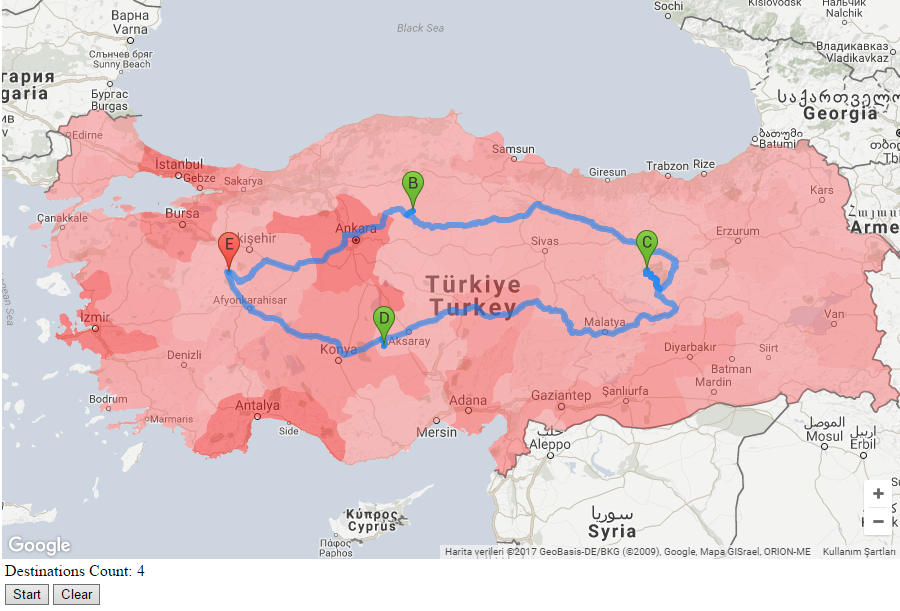 Sochi
Kislovodsk
Нальчик
Nalchik
Варна
Varna
Black Sea
Владикавказ
Vladikavkaz
Слънчев бряг
Sunny Beach
гария
garia
Бургас
Burgas
Georgia
ბათუმი
Batumi
Edirne
Istanbul
Gebze
Sakarya
Samsun
Giresun
Trabzon
Rize
B
Kars
Çanakkale
Bursa
Ankara
E
kişehir
Sivas
C
Erzurum
Arme
Türkiye
Turkey
Afyonkarahisar
D
Izmir
Aksaray
Malatya
Van
Konya
Denizli
Diyarbakır
Siirt
Batman
Mardin
Bodrum
Marmaris
Antalya
Side
Adana
Mersin
Gaziantep
Şanlıurfa
حلب
Aleppo
الموصل
Mosul
اربيل
Erbil
Κύπρος
Cyprus
Πάφος
Paphos
سوريا
Syria
+
−
Google
Harita verileri ©2017 GeoBasis-DE/BKG (©2009), Google, Mapa GISrael, ORION-ME
Kullanım Şartları
Destinations Count: 4
Start Clear